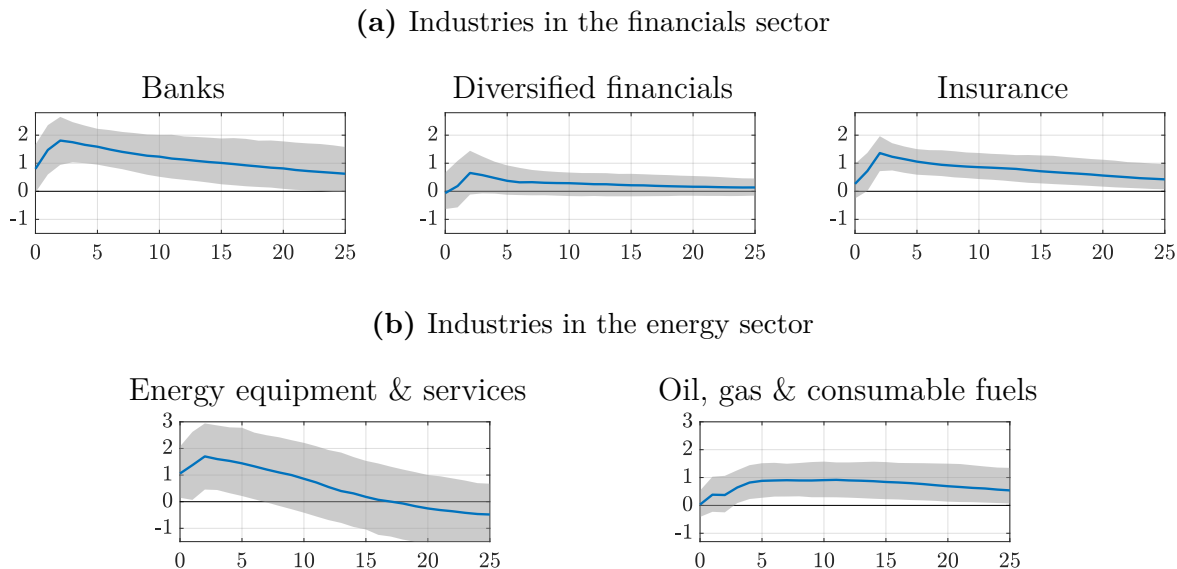 (a) Industries in the financials sector
Banks
Diversified financials
Insurance
2
1
0
-1
0 5 10 15 20 25
2
1
0
-1
0 5 10 15 20 25
2
1
0
-1
0 5 10 15 20 25
(b) Industries in the energy sector
Energy equipment & services
Oil, gas & consumable fuels
3
2
1
0
-1
0 5 10 15 20 25
3
2
1
0
-1
0 5 10 15 20 25